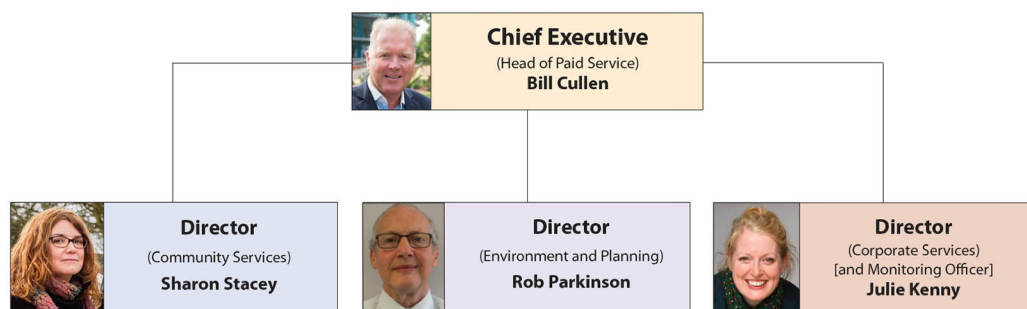 Chief Executive
(Head of Paid Service)
Bill Cullen
Director
(Community Services)
Sharon Stacey
Director
(Environment and Planning)
Rob Parkinson
Director
(Corporate Services)
[and Monitoring Officer]
Julie Kenny